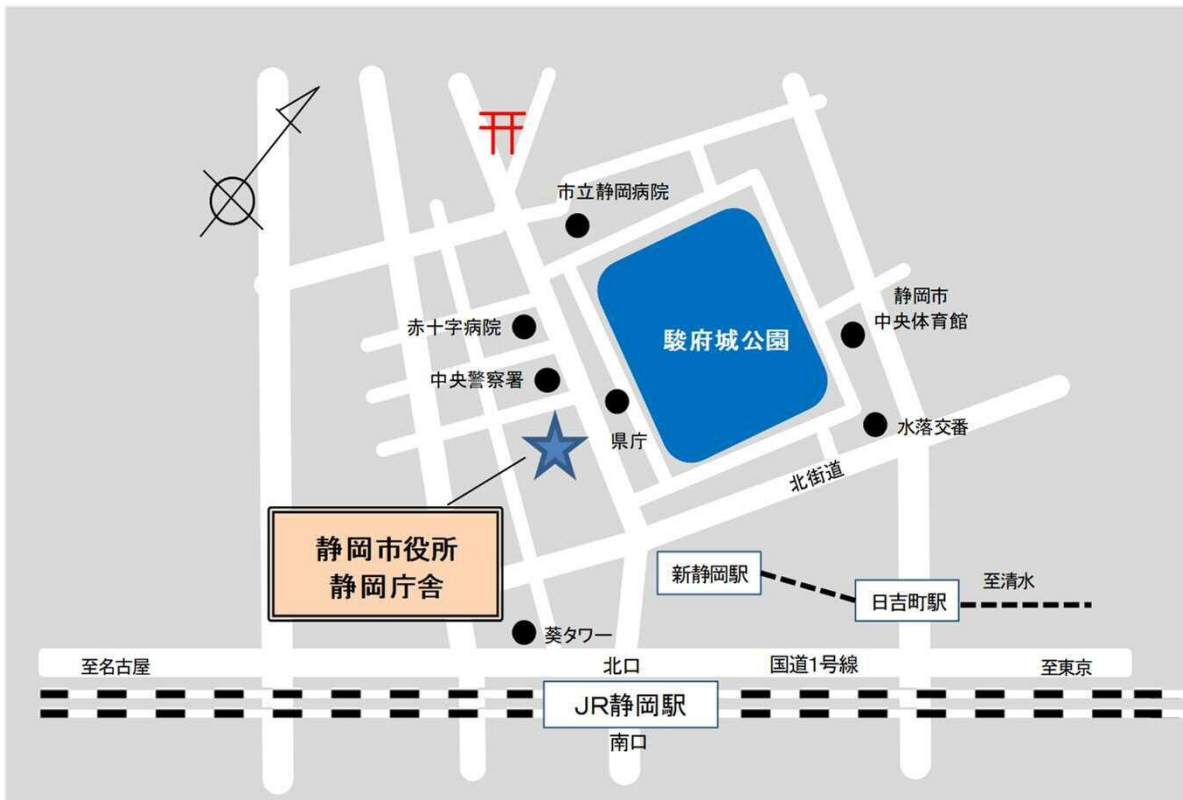 市立静岡病院
静岡市
中央体育館
赤十字病院
駿府城公園
中央警察署
県庁
水落交番
北街道
静岡市役所
静岡庁舎
新静岡駅
日吉町駅
至清水
葵タワー
至名古屋
北口
国道1号線
至東京
JR静岡駅
南口